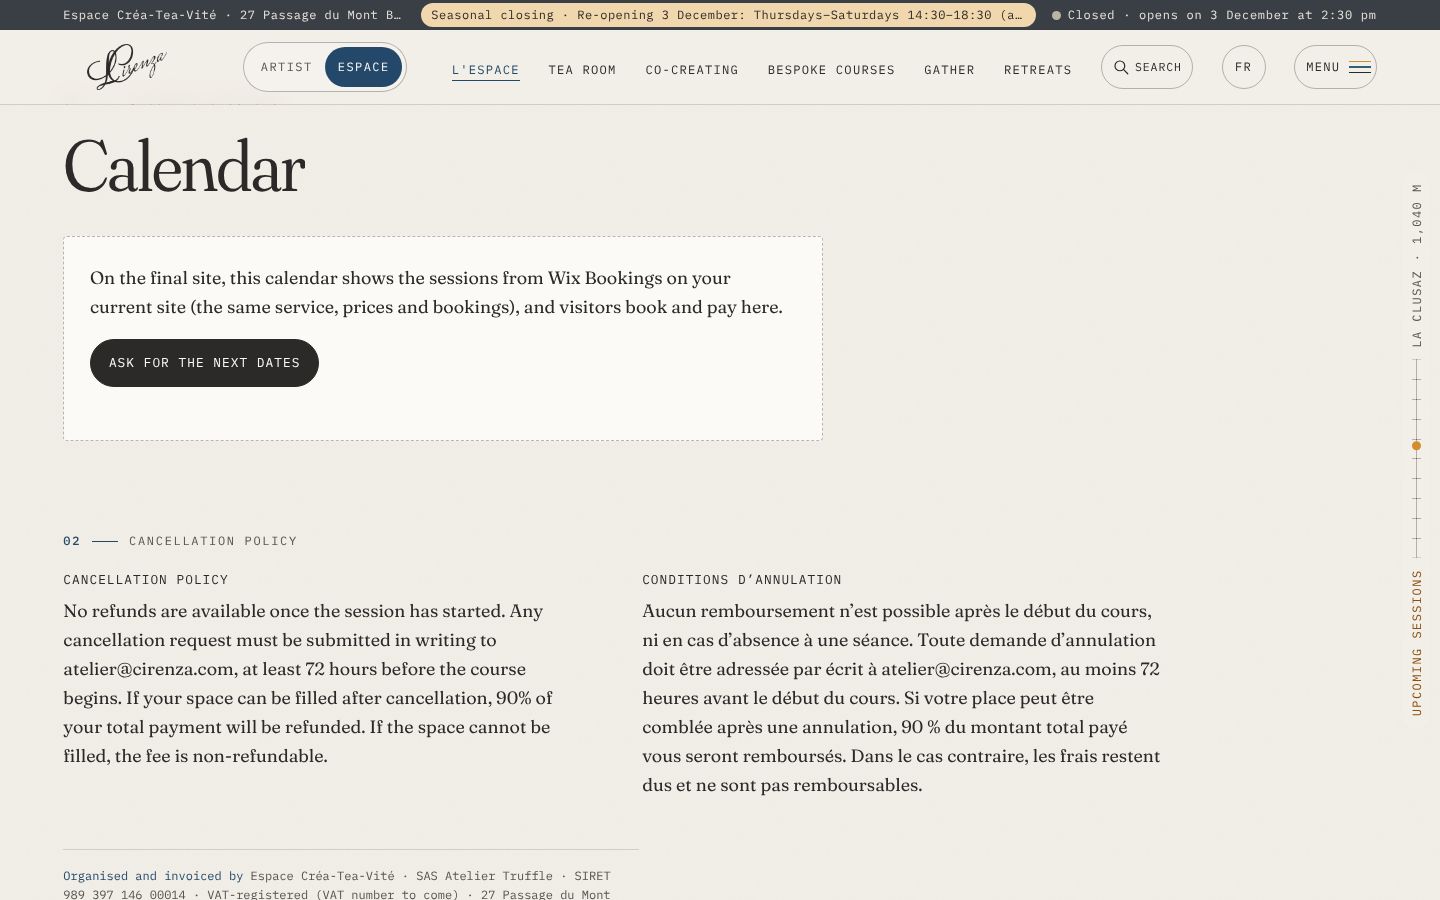 Espace Créa-Tea-Vité · 27 Passage du Mont B…
Seasonal closing · Re-opening 3 December: Thursdays–Saturdays 14:30–18:30 (a…
Closed · opens on 3 December at 2:30 pm
Cirenza
ARTIST
ESPACE
L'ESPACE
TEA ROOM
CO-CREATING
BESPOKE COURSES
GATHER
RETREATS
SEARCH
FR
MENU
Calendar
On the final site, this calendar shows the sessions from Wix Bookings on your
current site (the same service, prices and bookings), and visitors book and pay here.
ASK FOR THE NEXT DATES
LA CLUSAZ · 1,040 M
UPCOMING SESSIONS
02 — CANCELLATION POLICY
CANCELLATION POLICY
No refunds are available once the session has started. Any
cancellation request must be submitted in writing to
atelier@cirenza.com, at least 72 hours before the course
begins. If your space can be filled after cancellation, 90% of
your total payment will be refunded. If the space cannot be
filled, the fee is non-refundable.
CONDITIONS D’ANNULATION
Aucun remboursement n’est possible après le début du cours,
ni en cas d’absence à une séance. Toute demande d’annulation
doit être adressée par écrit à atelier@cirenza.com, au moins 72
heures avant le début du cours. Si votre place peut être
comblée après une annulation, 90 % du montant total payé
vous seront remboursés. Dans le cas contraire, les frais restent
dus et ne sont pas remboursables.
Organised and invoiced by Espace Créa-Tea-Vité · SAS Atelier Truffle · SIRET
989 397 146 00014 · VAT-registered (VAT number to come) · 27 Passage du Mont